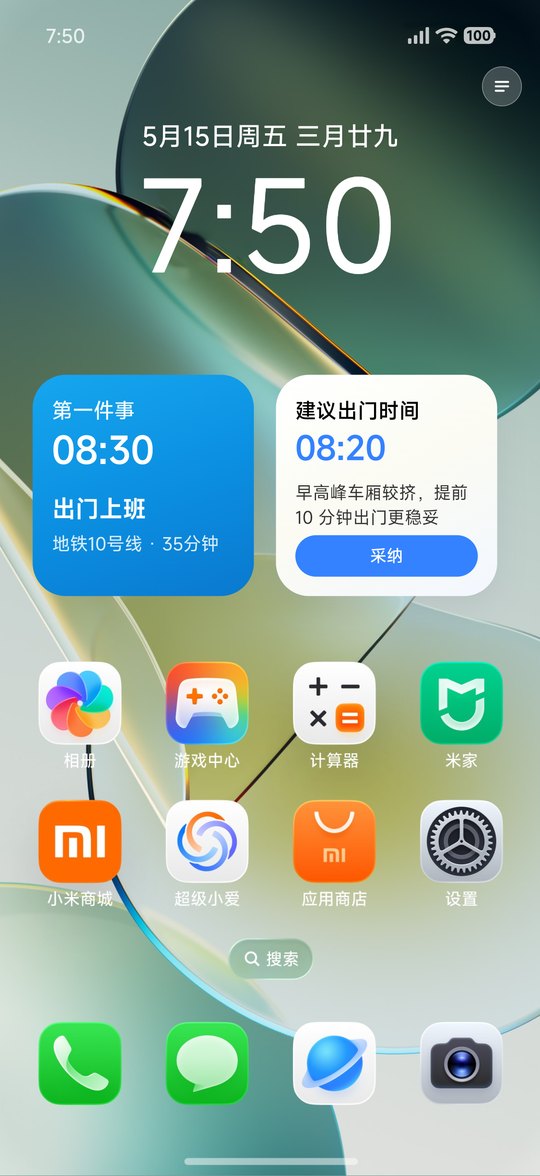 7:50
100
5月15日周五 三月廿九
7:50
第一件事
08:30
出门上班
地铁10号线 · 35分钟
建议出门时间
08:20
早高峰车厢较挤，提前
10 分钟出门更稳妥
采纳
相册
游戏中心
计算器
米家
小米商城
超级小爱
mi
应用商店
设置
搜索